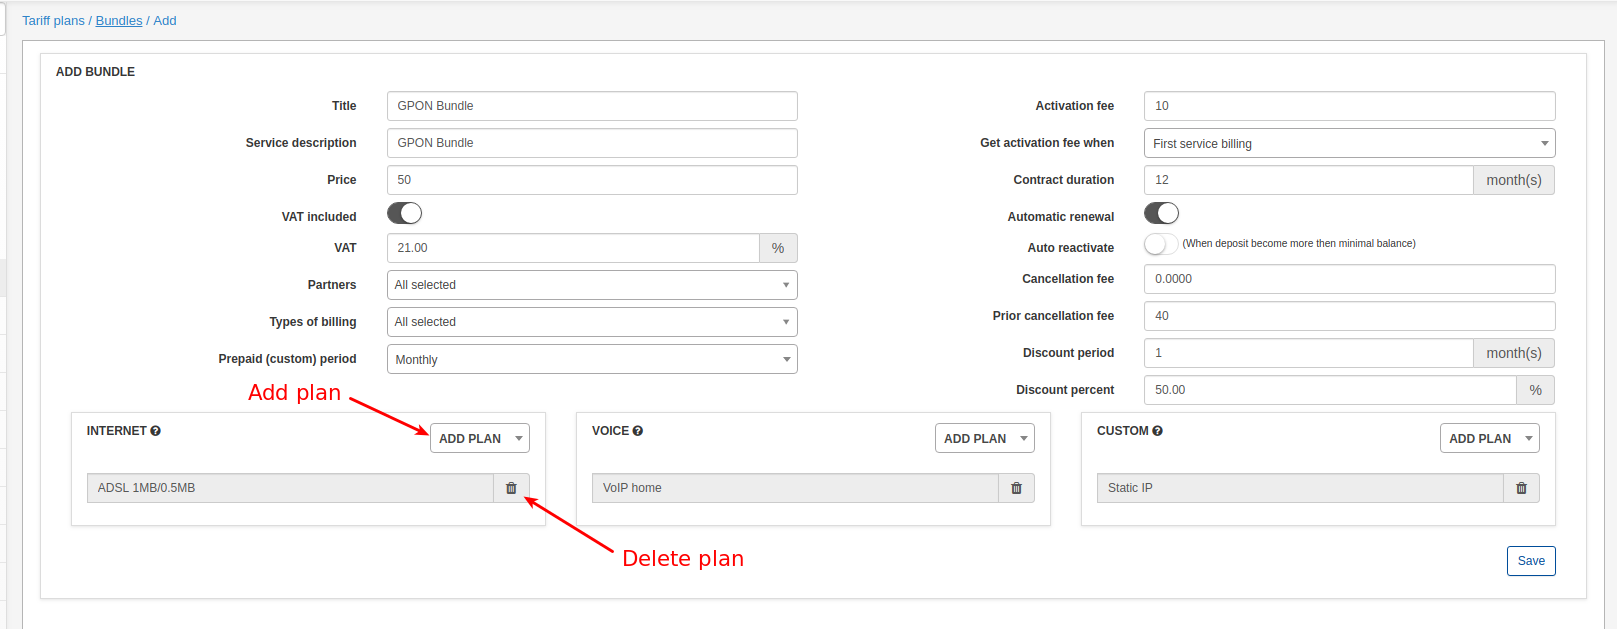 Tariff plans / Bundles / Add
ADD BUNDLE
Title
GPON Bundle
Service description
GPON Bundle
Price
50
VAT included
VAT
21.00
%
Partners
All selected
Types of billing
All selected
Prepaid (custom) period
Monthly
Activation fee
10
Get activation fee when
First service billing
Contract duration
12
month(s)
Automatic renewal
Auto reactivate
(When deposit become more then minimal balance)
Cancellation fee
0.0000
Prior cancellation fee
40
Discount period
1
month(s)
Discount percent
50.00
%
Add plan
INTERNET
ADD PLAN
ADSL 1MB/0.5MB
VOICE
ADD PLAN
VoIP home
CUSTOM
ADD PLAN
Static IP
Delete plan
Save